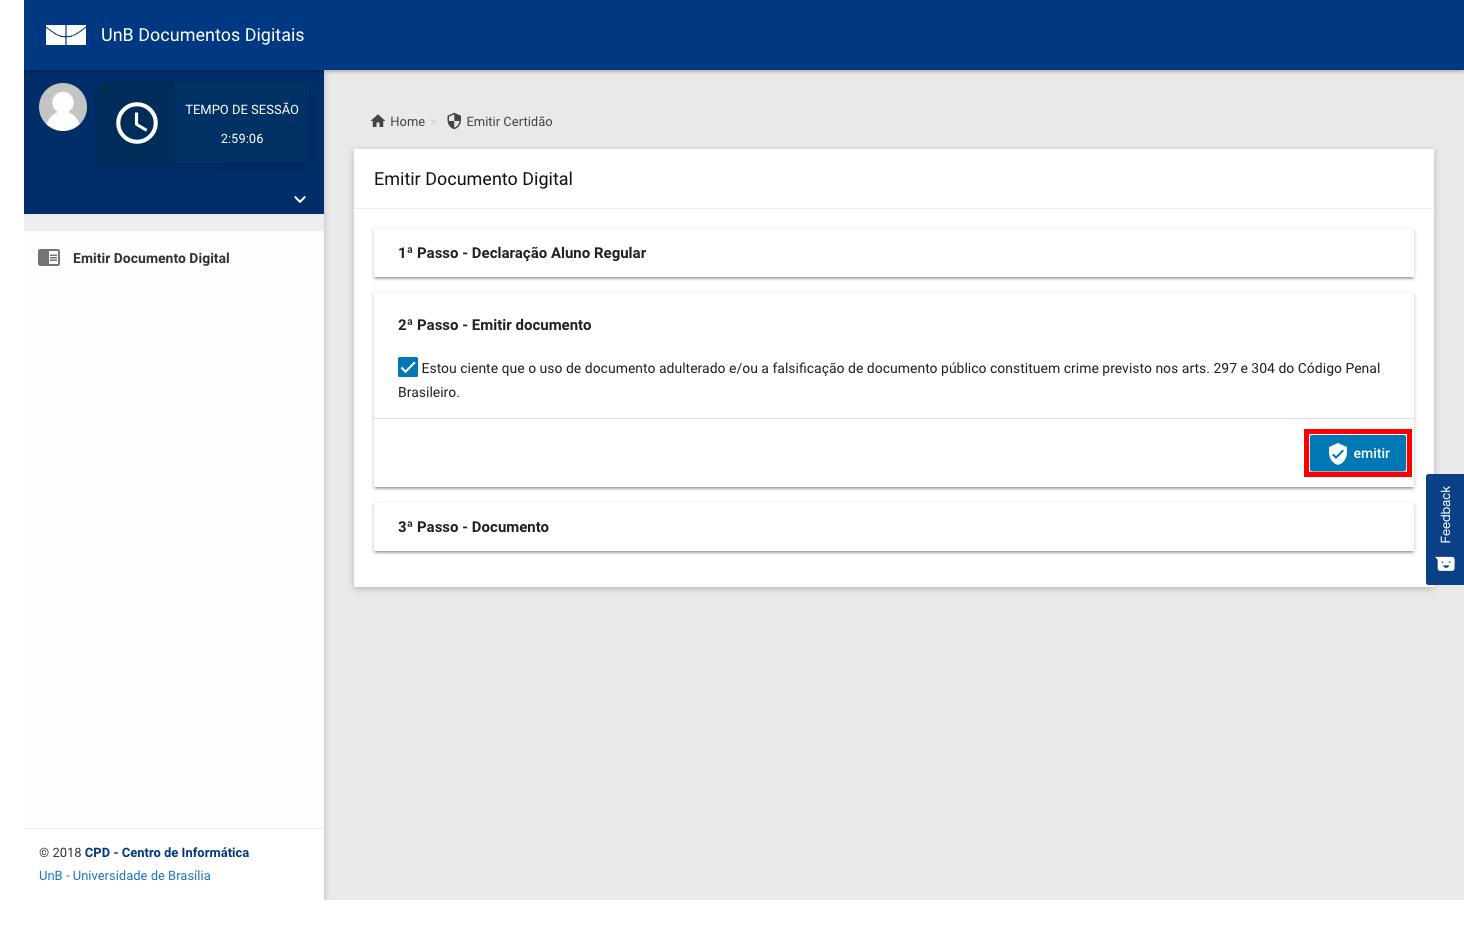 UnB Documentos Digitais
TEMPO DE SESSÃO
2:59:06
Home > Emitir Certidão
Emitir Documento Digital
Emitir Documento Digital
1ª Passo - Declaração Aluno Regular
2ª Passo - Emitir documento
Estou ciente que o uso de documento adulterado e/ou a falsificação de documento público constituem crime previsto nos arts. 297 e 304 do Código Penal
Brasileiro.
emitir
3ª Passo - Documento
Feedback
© 2018 CPD - Centro de Informática
UnB - Universidade de Brasília